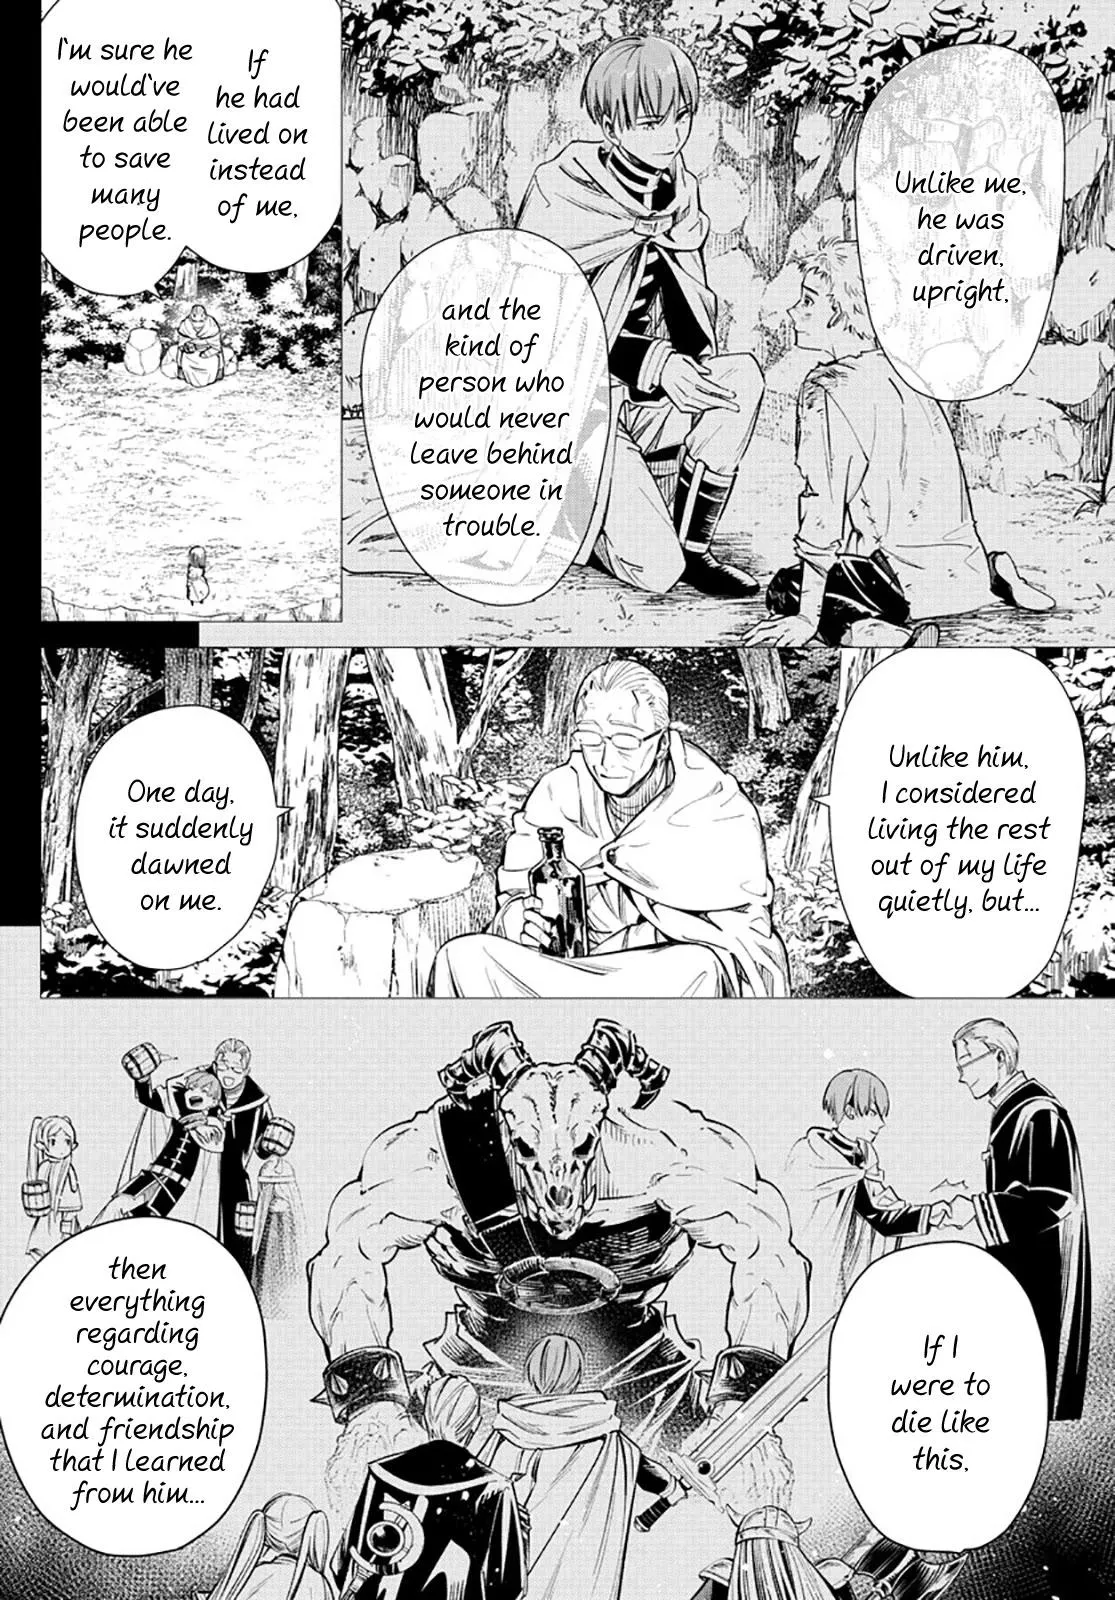 Unlike me,
he was
driven,
upright,
and the
kind of
person who
would never
leave behind
someone in
trouble.
If
he had
lived on
instead
of me,
I'm sure he
would've
been able
to save
many
people.
Unlike him,
I considered
living the rest
out of my life
quietly, but...
One day,
it suddenly
dawned
on me.
If I
were to
die like
this,
then
everything
regarding
courage,
determination,
and friendship
that I learned
from him...